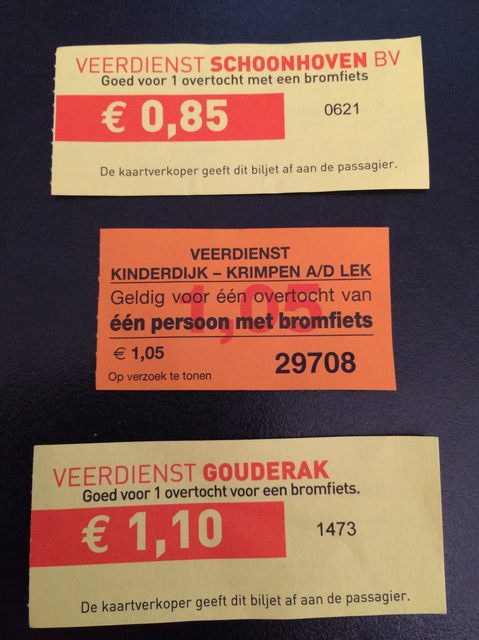 VEERDIENST SCHOONHOVEN BV
Goed voor 1 overtocht met een bromfiets
€ 0,85
0621
De kaartverkoper geeft dit biljet af aan de passagier.
VEERDIENST
KINDERDIJK – KRIMPEN A/D LEK
1,05
Geldig voor één overtocht van
één persoon met bromfiets
€ 1,05
29708
Op verzoek te tonen
VEERDIENST GOUDERAK
Goed voor 1 overtocht voor een bromfiets.
€ 1,10
1473
De kaartverkoper geeft dit biljet af aan de passagier.